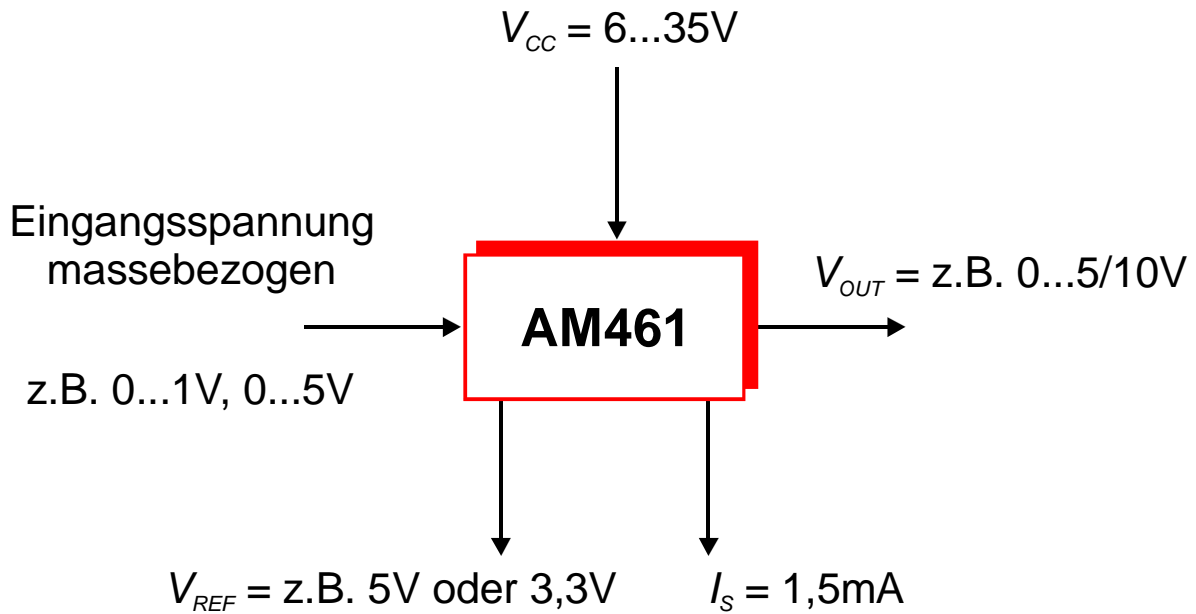 V_CC = 6...35V
Eingangsspannung
massebezogen
z.B. 0...1V, 0...5V
AM461
V_OUT = z.B. 0...5/10V
V_REF = z.B. 5V oder 3,3V
I_S = 1,5mA